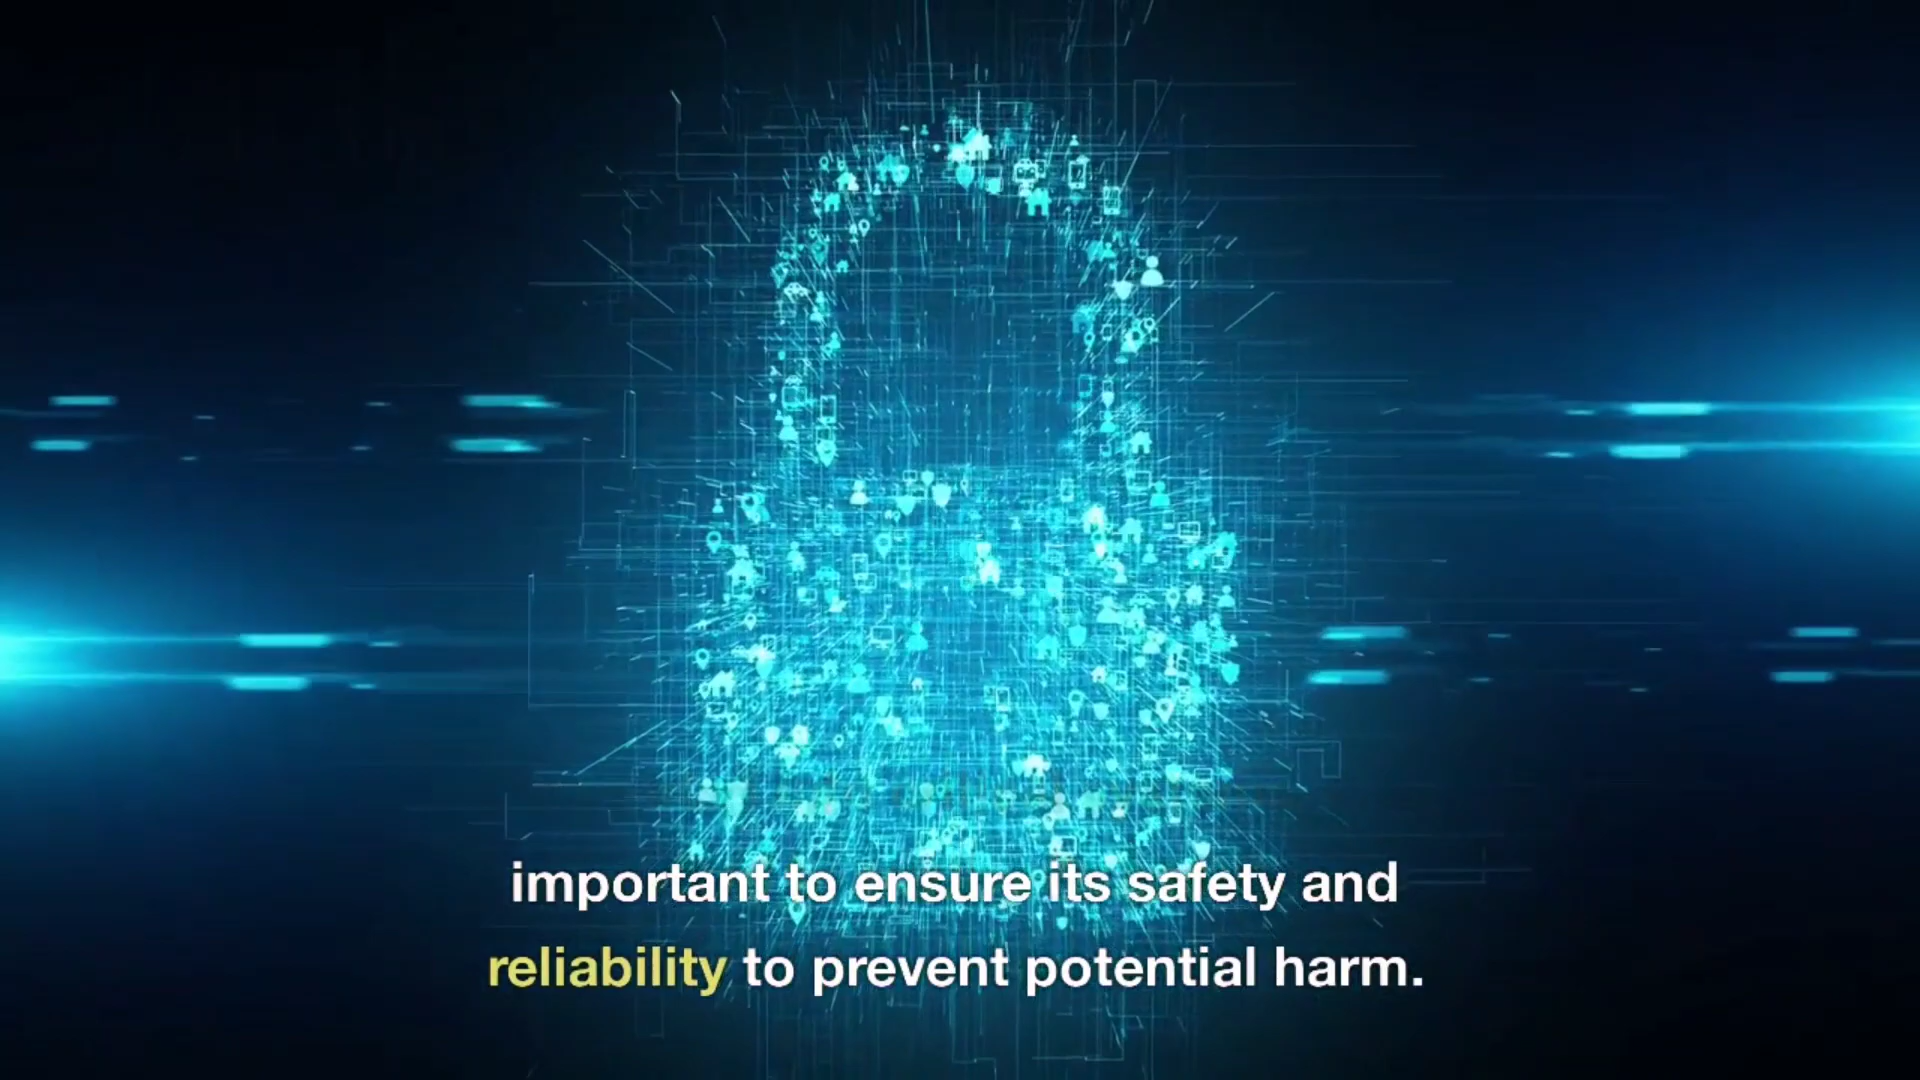 important to ensure its safety and
reliability to prevent potential harm.